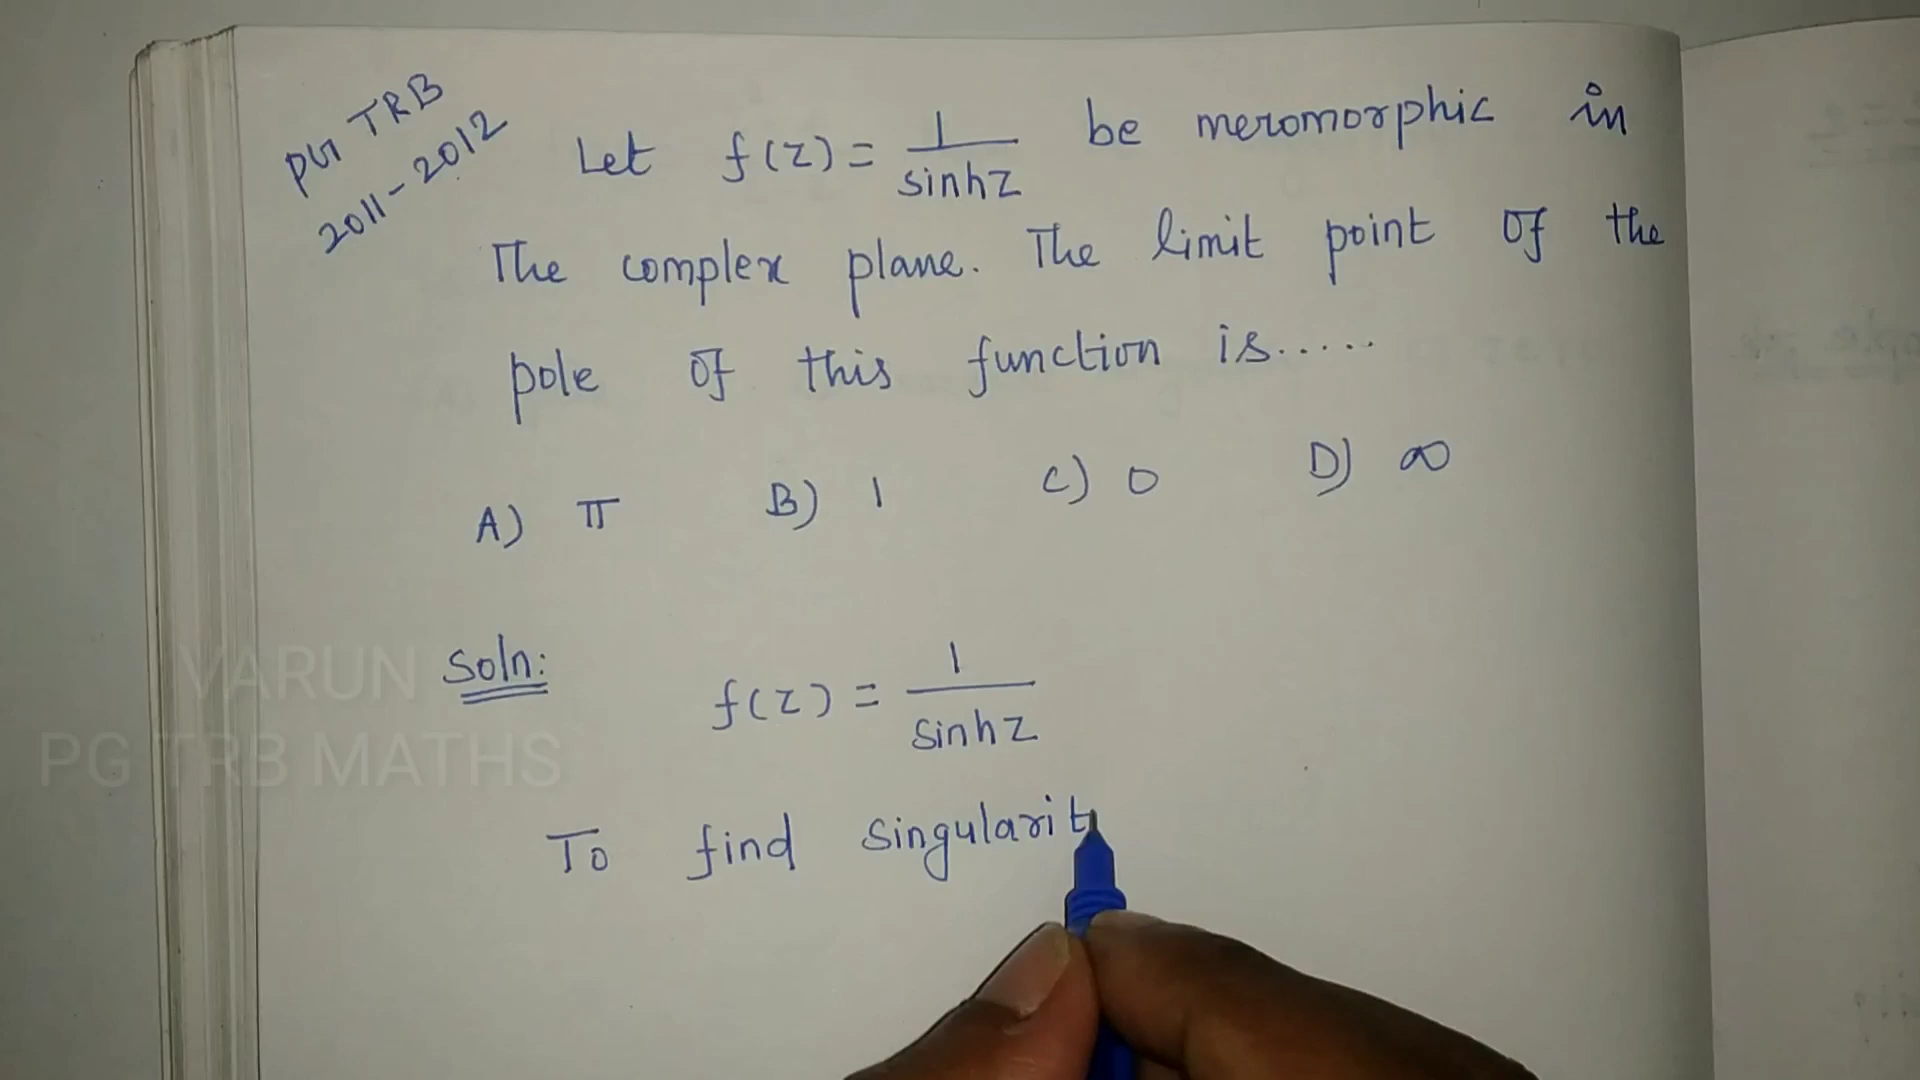 PG TRB
2011-2012
Let f(z) = 1/sinhz be meromorphic in
The complex plane. The limit point of the
pole of this function is.....
A) π B) 1 C) 0 D) ∞
Soln:
f(z) = 1/sinhz
To find singularit
VARUN
PG TRB MATHS